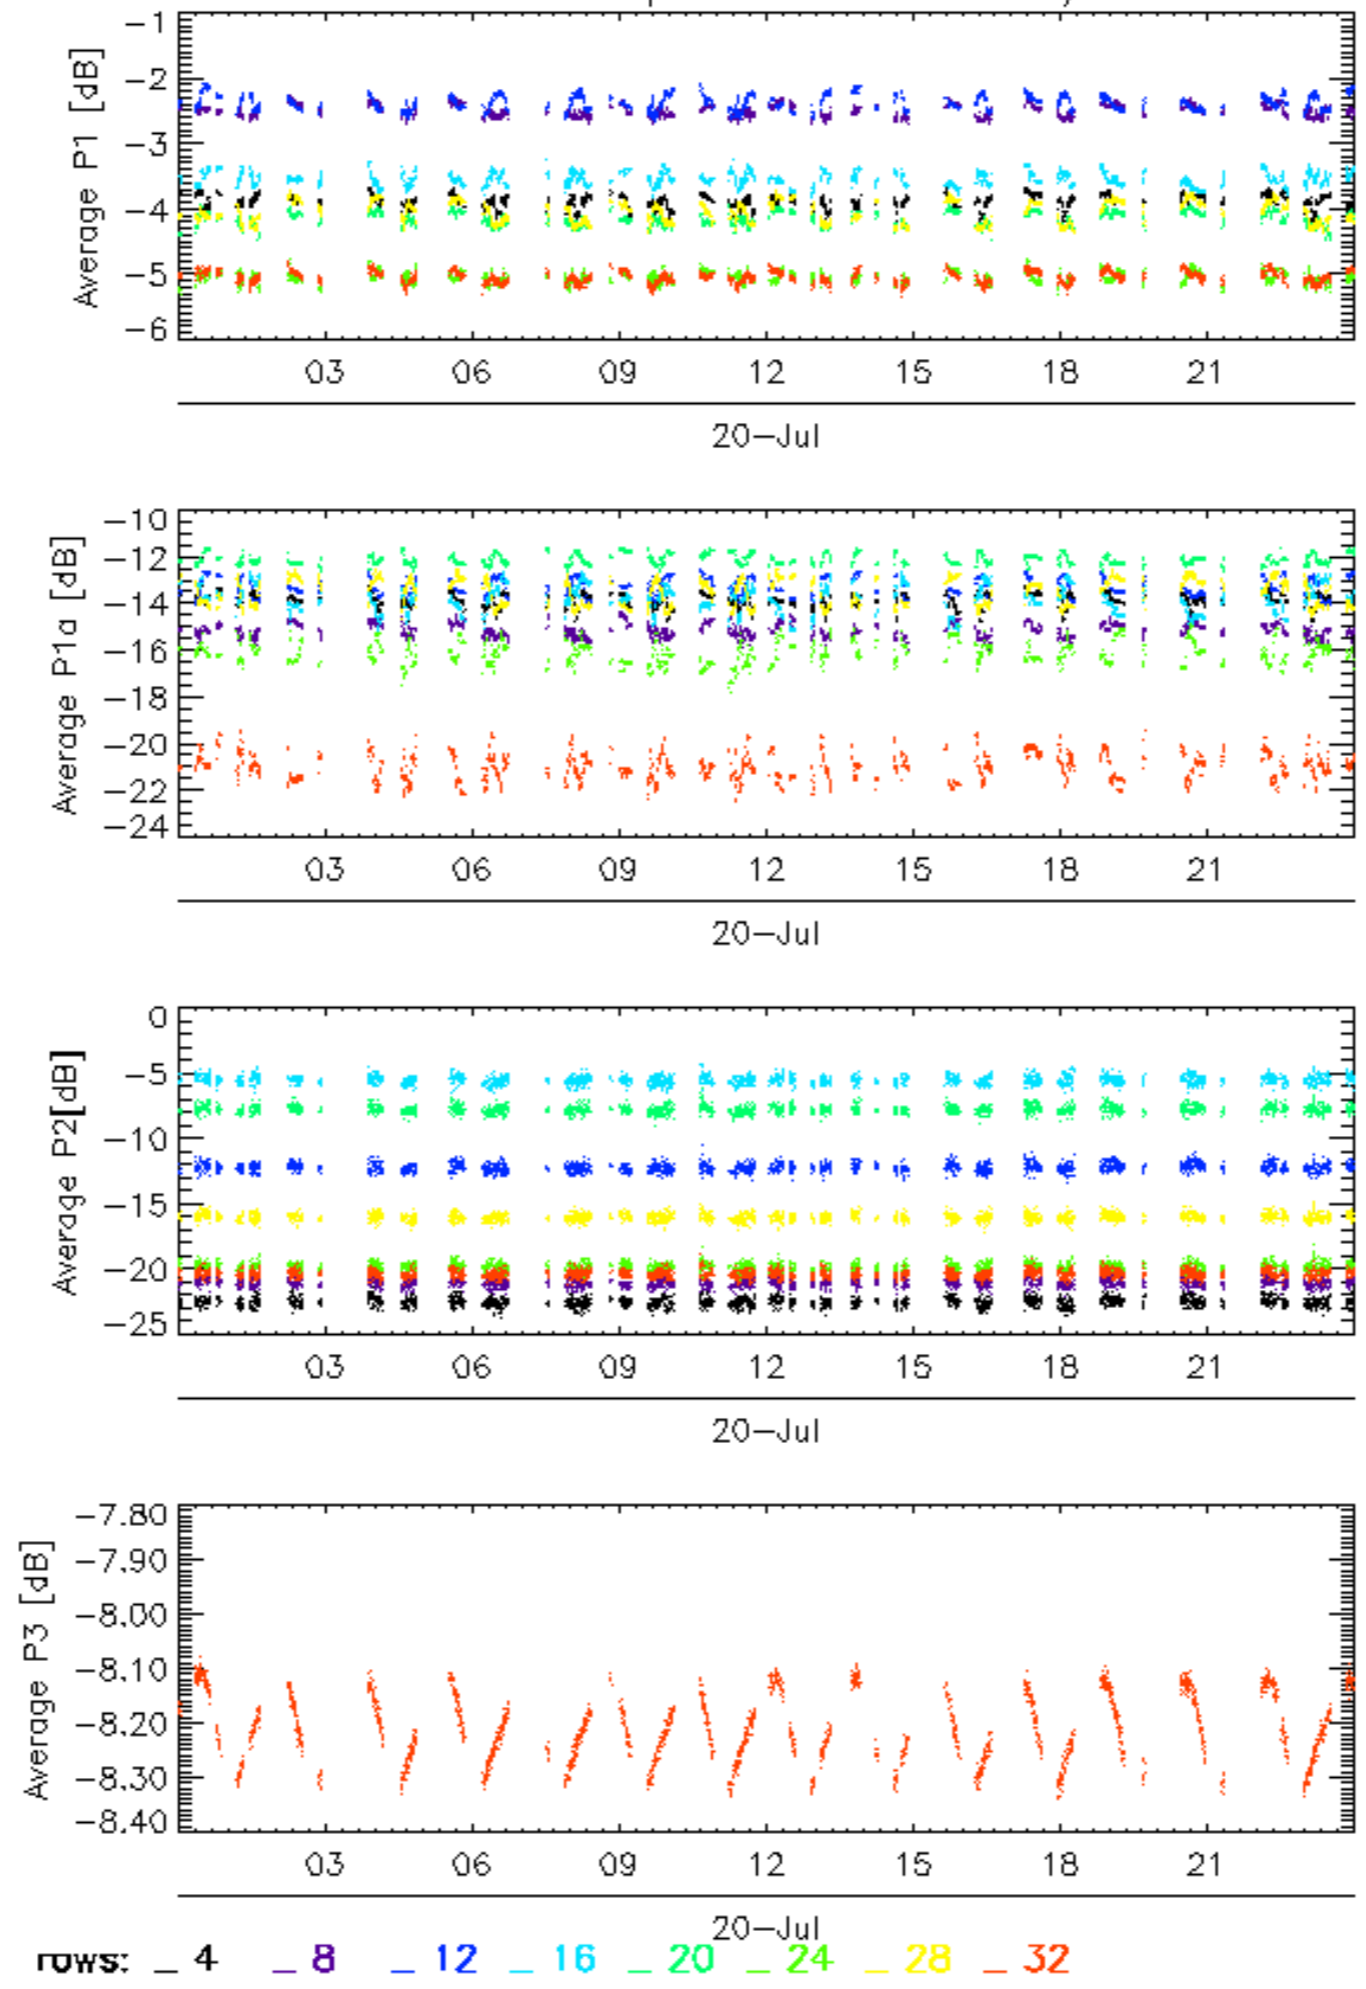 Average P1 [dB]
-1
-2
-3
-4
-5
-6
03 06 09 12 15 18 21
20-Jul
Average P1a [dB]
-10
-12
-14
-16
-18
-20
-22
-24
03 06 09 12 15 18 21
20-Jul
Average P2[dB]
0
-5
-10
-15
-20
-25
03 06 09 12 15 18 21
20-Jul
Average P3 [dB]
-7.80
-7.90
-8.00
-8.10
-8.20
-8.30
-8.40
03 06 09 12 15 18 21
20-Jul
rows: _ 4 _ 8 _ 12 _ 16 _ 20 _ 24 _ 28 _ 32